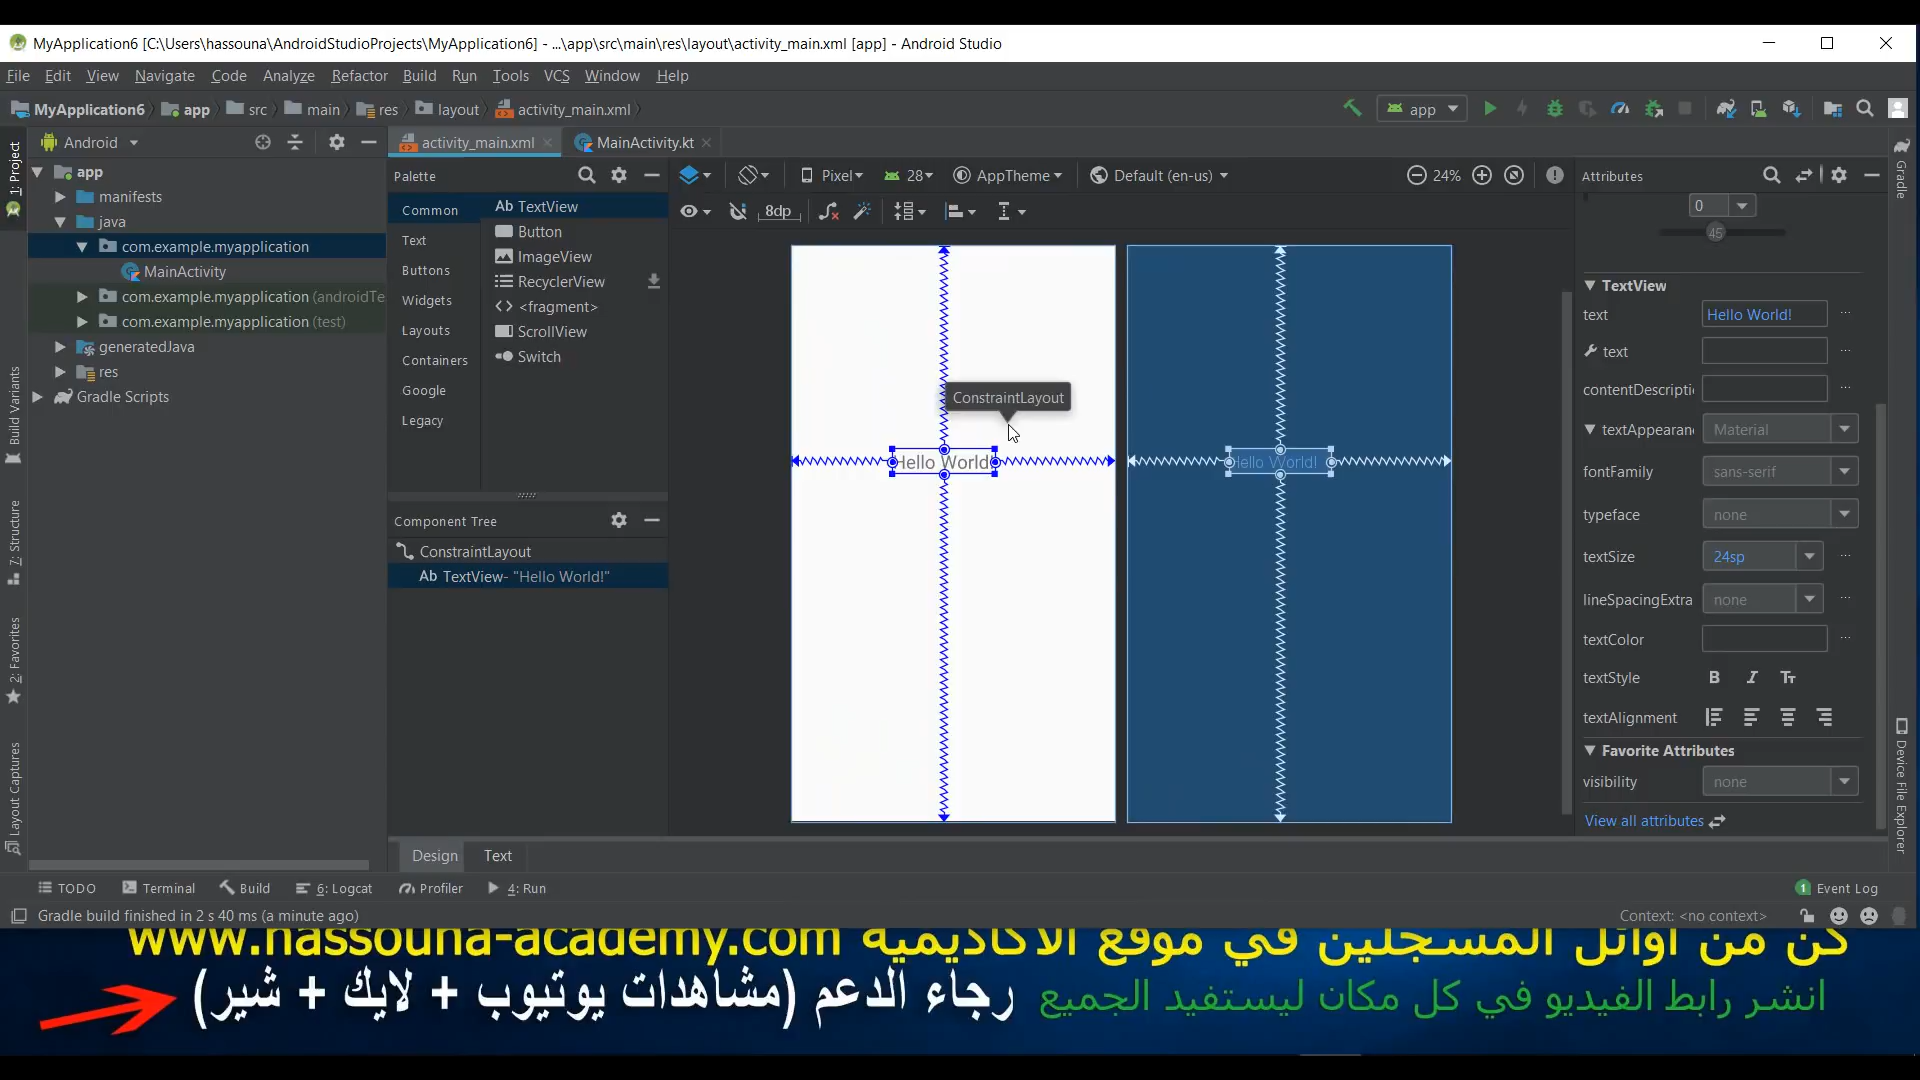 MyApplication6 [C:\Users\hassouna\AndroidStudioProjects\MyApplication6] - ...\app\src\main\res\layout\activity_main.xml [app] - Android Studio
File Edit View Navigate Code Analyze Refactor Build Run Tools VCS Window Help
MyApplication6 app src main res layout activity_main.xml app
Android activity_main.xml MainActivity.kt
1: Project
Build Variants
7: Structure
2: Favorites
Layout Captures
app
manifests
java
com.example.myapplication
MainActivity
com.example.myapplication (androidTe
com.example.myapplication (test)
generatedJava
res
Gradle Scripts
Palette
Common
Text
Buttons
Widgets
Layouts
Containers
Google
Legacy
Ab TextView
Button
ImageView
RecyclerView
<> <fragment>
ScrollView
Switch
Component Tree
ConstraintLayout
Ab TextView- "Hello World!"
Pixel 28 AppTheme Default (en-us) 24%
8dp
ConstraintLayout
Hello World!
Hello World!
Attributes
0
45
TextView
text Hello World!
text
contentDescripti
textAppearan Material
fontFamily sans-serif
typeface none
textSize 24sp
lineSpacingExtra none
textColor
textStyle B I Tr
textAlignment
Favorite Attributes
visibility none
View all attributes
Gradle
Device File Explorer
Design Text
TODO Terminal Build 6: Logcat Profiler 4: Run 1 Event Log
Gradle build finished in 2 s 40 ms (a minute ago) Context: <no context>
كن من أوائل المسجلين في موقع الأكاديمية www.hassouna-academy.com
انشر رابط الفيديو في كل مكان ليستفيد الجميع رجاء الدعم (مشاهدات يوتيوب + لايك + شير)